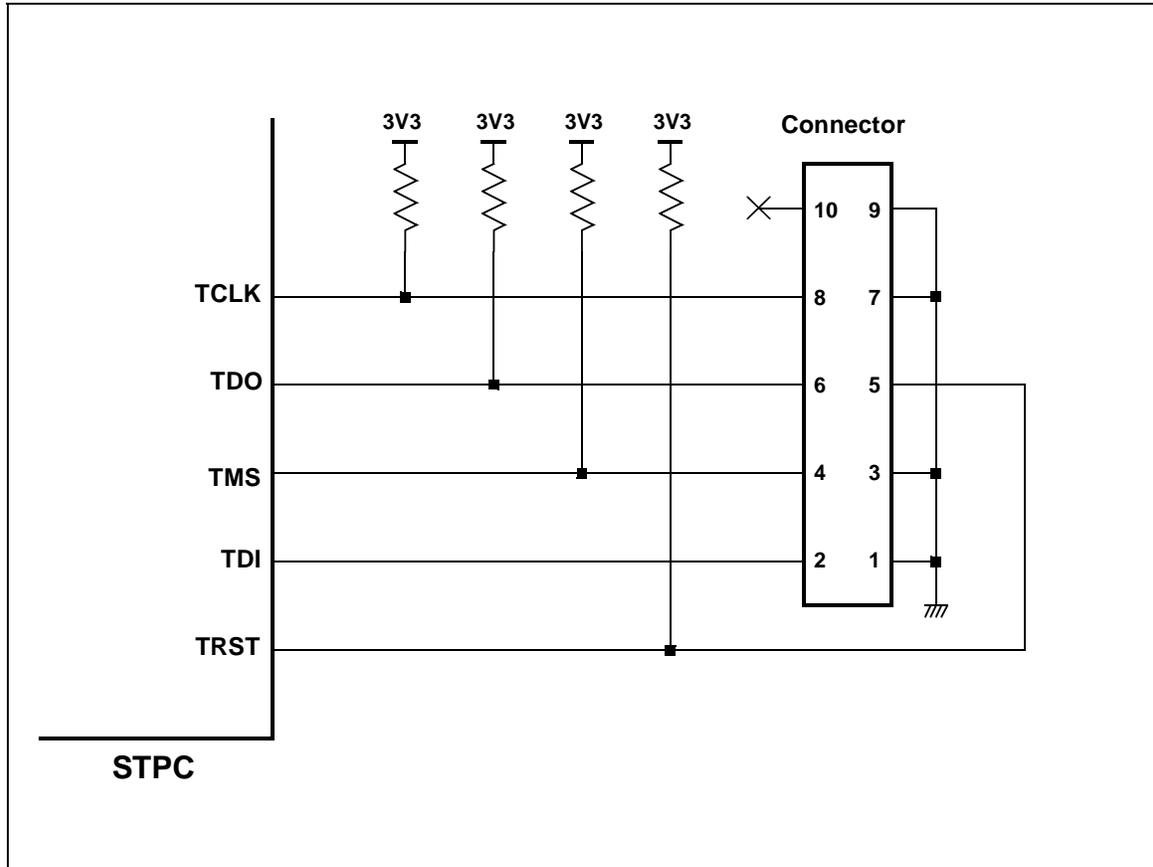 3V3 3V3 3V3 3V3
Connector
10 9
TCLK 8 7
TDO 6 5
TMS 4 3
TDI 2 1
TRST
STPC